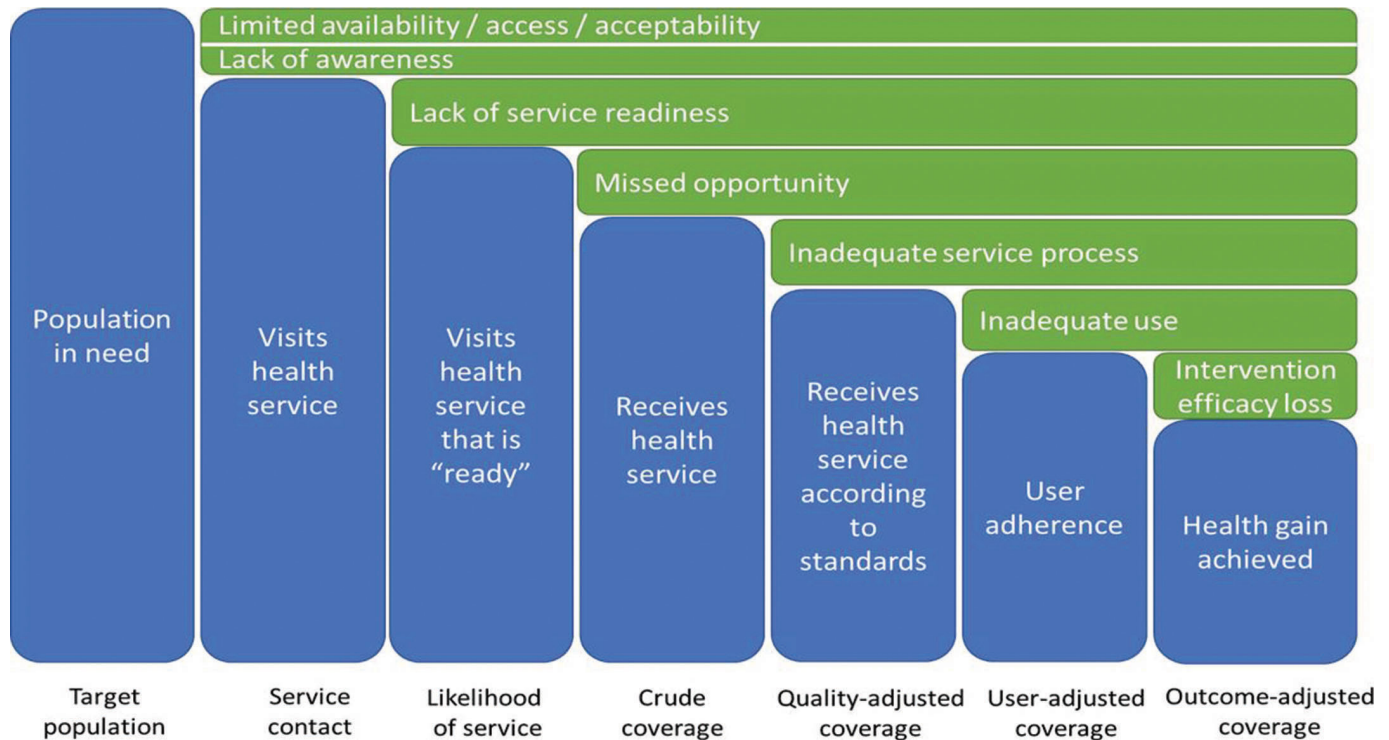 Limited availability / access / acceptability
Lack of awareness
Lack of service readiness
Missed opportunity
Inadequate service process
Inadequate use
Intervention
efficacy loss
Population
in need
Visits
health
service
Visits
health
service
that is
“ready”
Receives
health
service
Receives
health
service
according
to
standards
User
adherence
Health gain
achieved
Target
population
Service
contact
Likelihood
of service
Crude
coverage
Quality-adjusted
coverage
User-adjusted
coverage
Outcome-adjusted
coverage